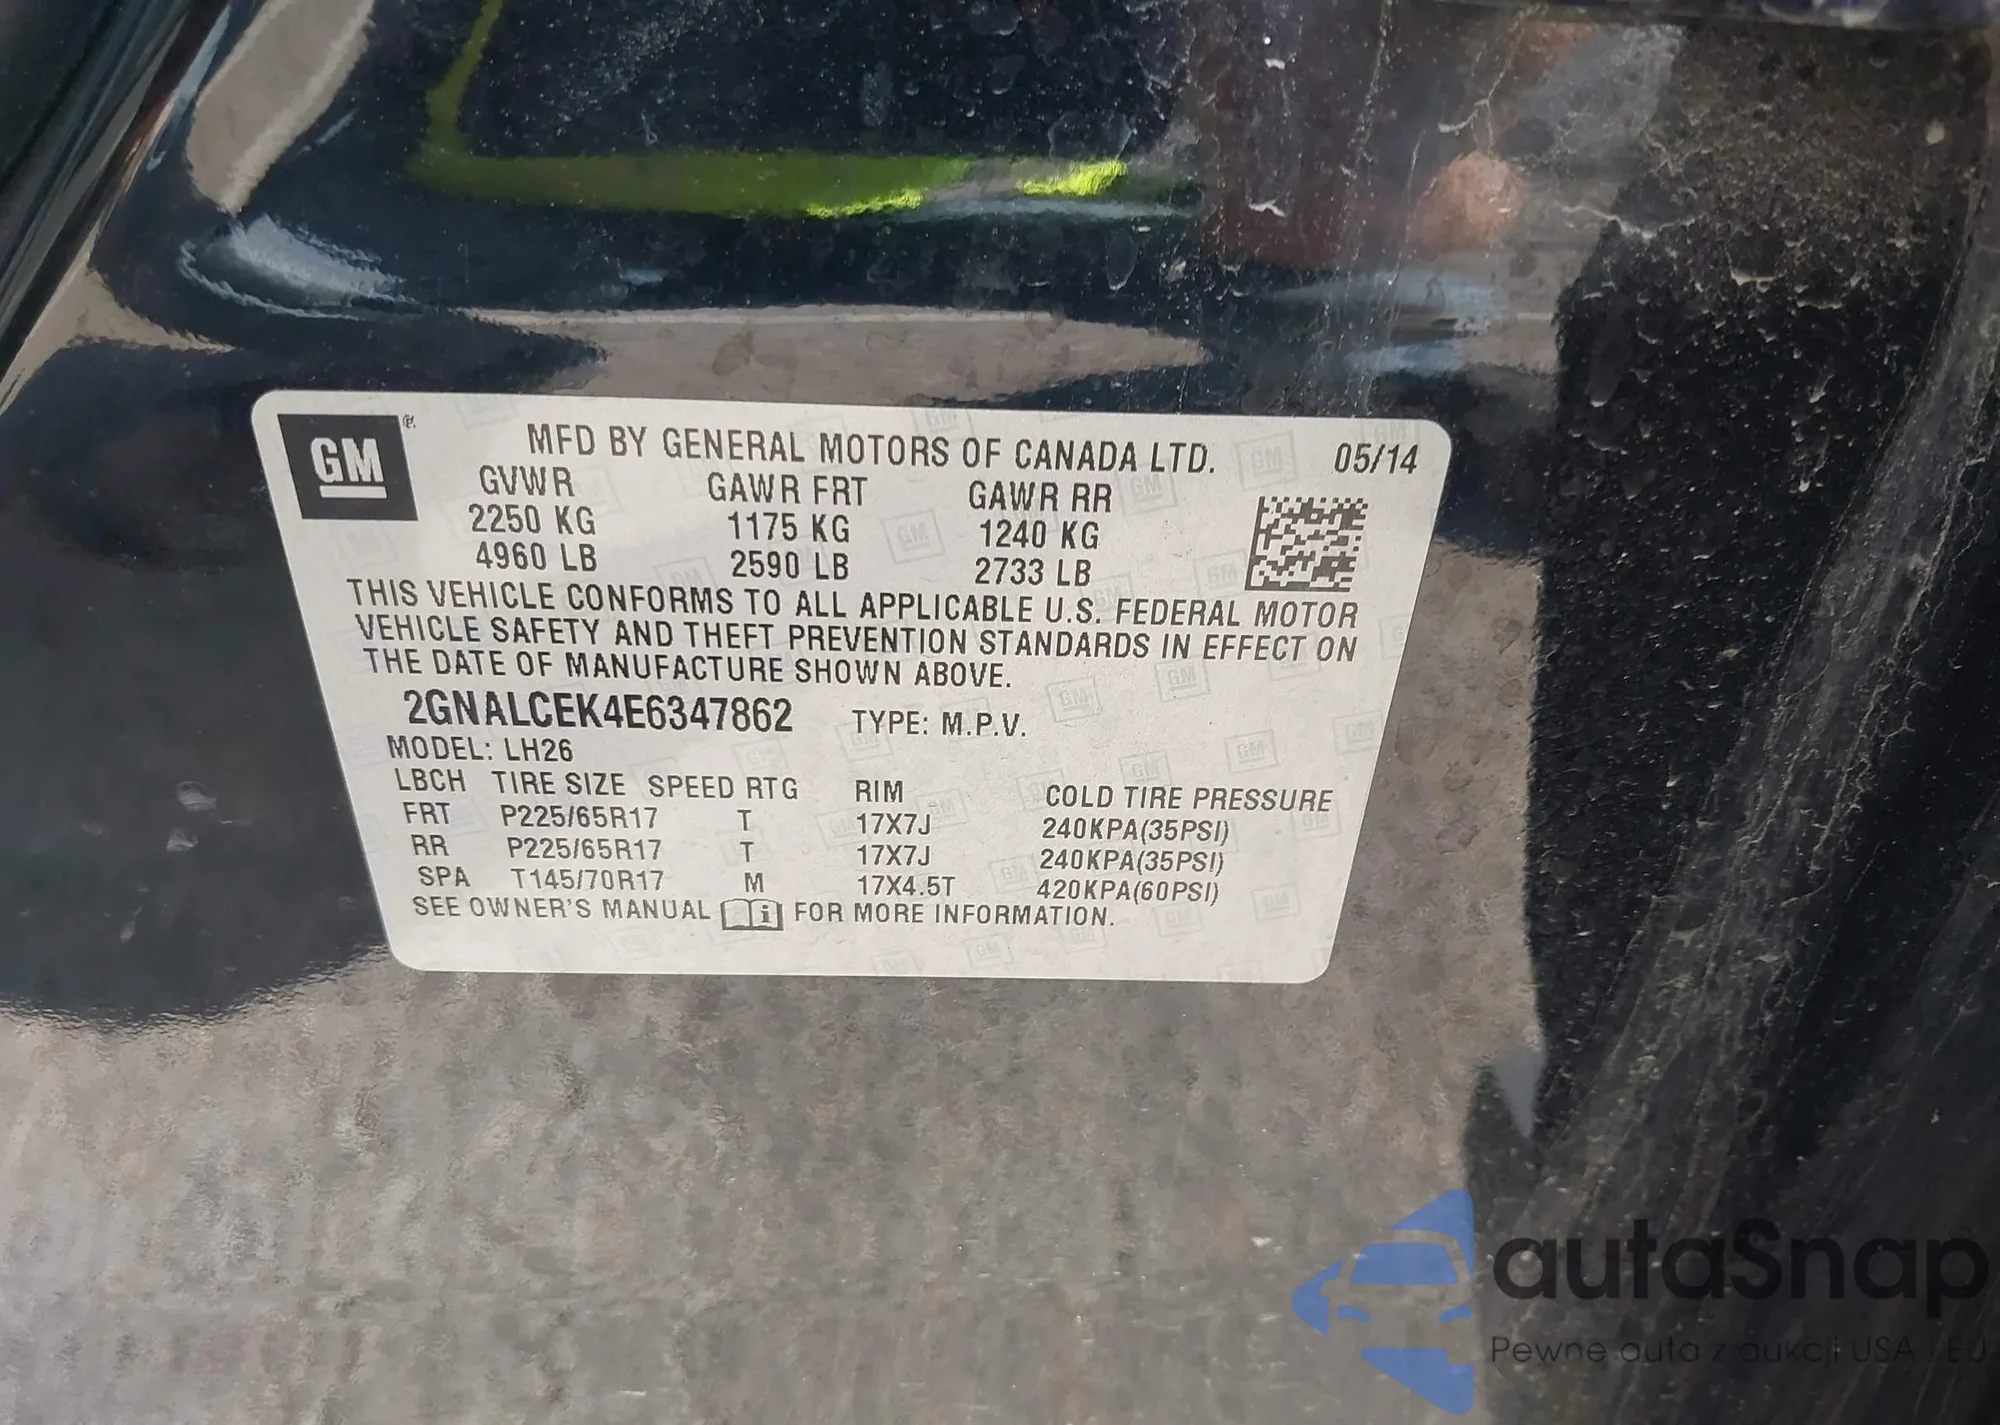 GM
MFD BY GENERAL MOTORS OF CANADA LTD. 05/14
GVWR GAWR FRT GAWR RR
2250 KG 1175 KG 1240 KG
4960 LB 2590 LB 2733 LB
THIS VEHICLE CONFORMS TO ALL APPLICABLE U.S. FEDERAL MOTOR
VEHICLE SAFETY AND THEFT PREVENTION STANDARDS IN EFFECT ON
THE DATE OF MANUFACTURE SHOWN ABOVE.
2GNALCEK4E6347862 TYPE: M.P.V.
MODEL: LH26
LBCH TIRE SIZE SPEED RTG RIM COLD TIRE PRESSURE
FRT P225/65R17 T 17X7J 240KPA(35PSI)
RR P225/65R17 T 17X7J 240KPA(35PSI)
SPA T145/70R17 M 17X4.5T 420KPA(60PSI)
SEE OWNER'S MANUAL i FOR MORE INFORMATION.
autaSnap
Pewne auta z aukcji USA i EU